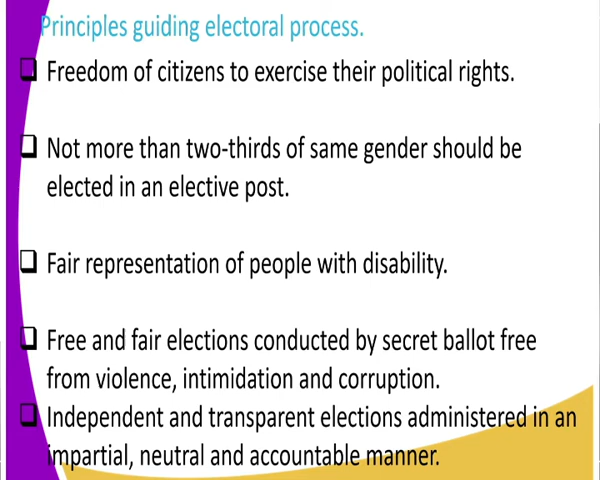 Principles guiding electoral process.
❑ Freedom of citizens to exercise their political rights.
❑ Not more than two-thirds of same gender should be
elected in an elective post.
❑ Fair representation of people with disability.
❑ Free and fair elections conducted by secret ballot free
from violence, intimidation and corruption.
❑ Independent and transparent elections administered in an
impartial, neutral and accountable manner.